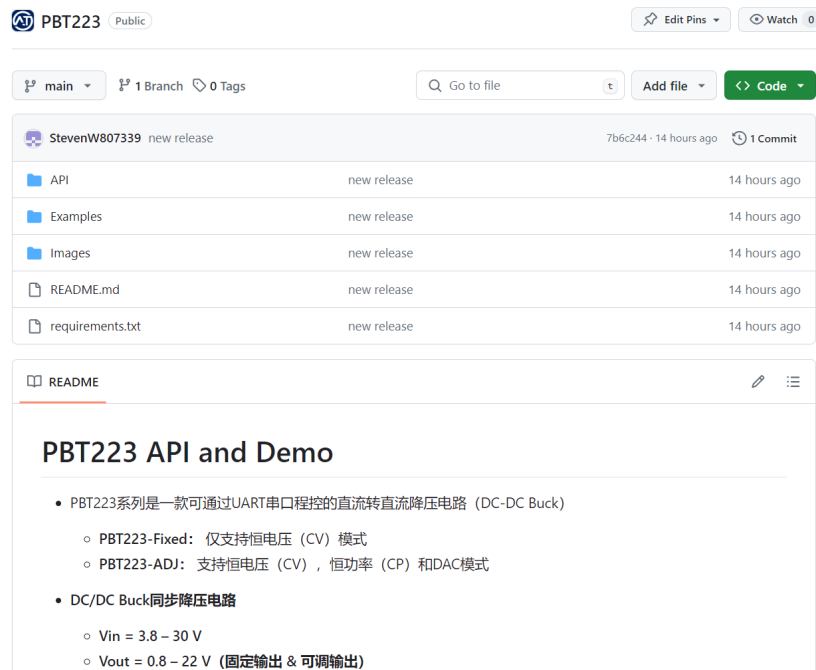 PBT223 Public
Edit Pins
Watch 0
main
1 Branch
0 Tags
Go to file t
Add file
<> Code
StevenW807339 new release
7b6c244 · 14 hours ago
1 Commit
API new release 14 hours ago
Examples new release 14 hours ago
Images new release 14 hours ago
README.md new release 14 hours ago
requirements.txt new release 14 hours ago
README
PBT223 API and Demo
• PBT223系列是一款可通过UART串口程控的直流转直流降压电路（DC-DC Buck）
◦ PBT223-Fixed： 仅支持恒电压（CV）模式
◦ PBT223-ADJ： 支持恒电压（CV），恒功率（CP）和DAC模式
• DC/DC Buck同步降压电路
◦ Vin = 3.8 – 30 V
◦ Vout = 0.8 – 22 V（固定输出 & 可调输出）